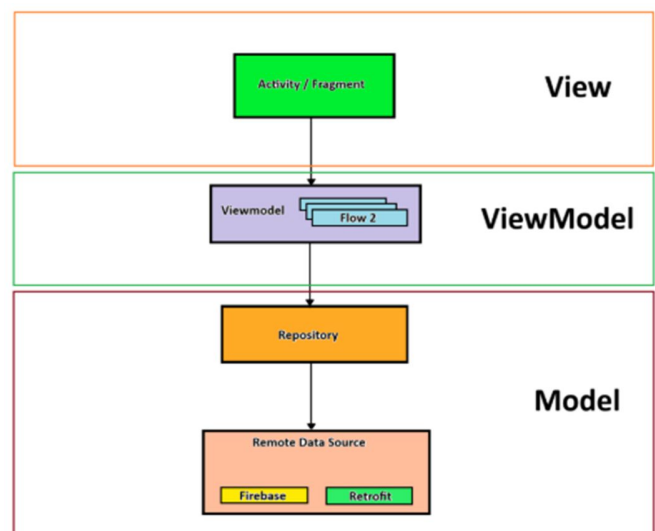 Activity / Fragment
View
Viewmodel
Flow 2
ViewModel
Repository
Model
Remote Data Source
Firebase
Retrofit